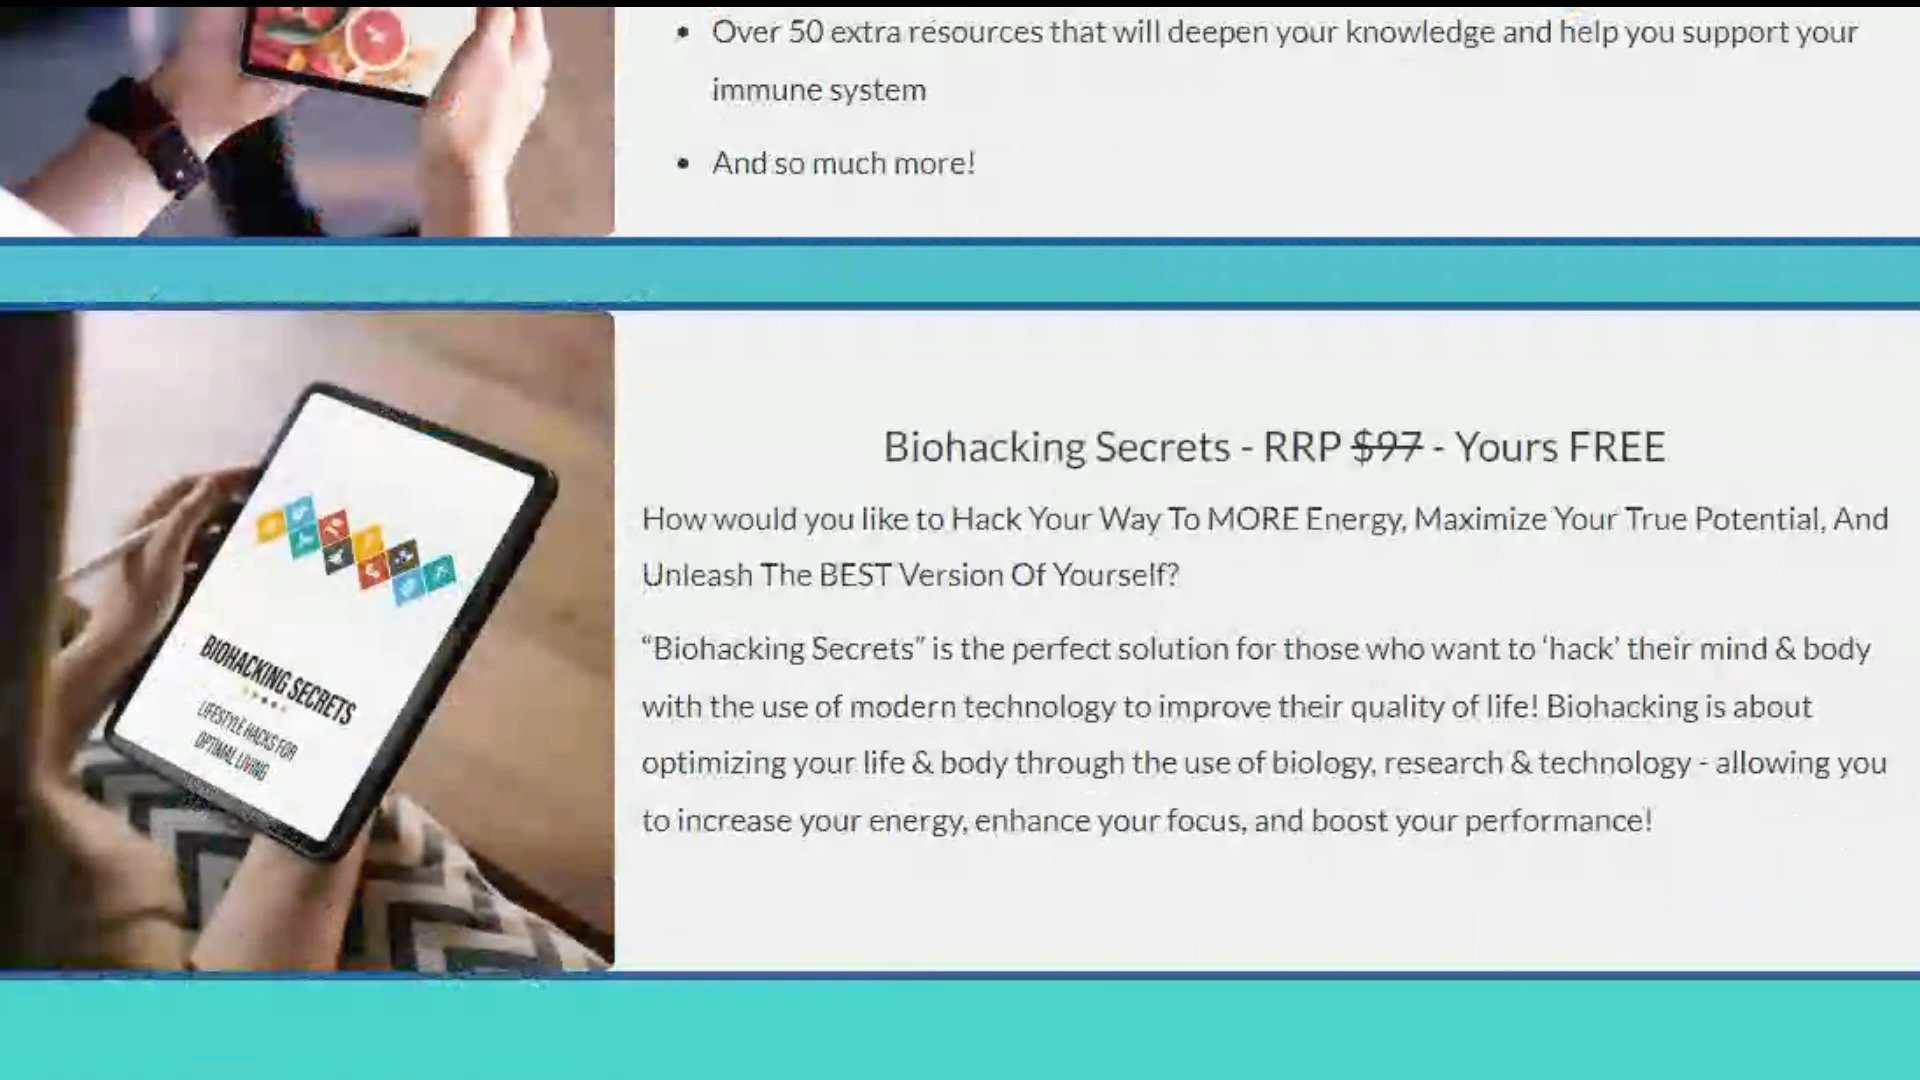 Over 50 extra resources that will deepen your knowledge and help you support your
immune system
And so much more!
Biohacking Secrets - RRP $97 - Yours FREE
How would you like to Hack Your Way To MORE Energy, Maximize Your True Potential, And
Unleash The BEST Version Of Yourself?
“Biohacking Secrets” is the perfect solution for those who want to ‘hack’ their mind & body
with the use of modern technology to improve their quality of life! Biohacking is about
optimizing your life & body through the use of biology, research & technology - allowing you
to increase your energy, enhance your focus, and boost your performance!
BIOHACKING SECRETS
LIFESTYLE HACKS FOR
OPTIMAL LIVING